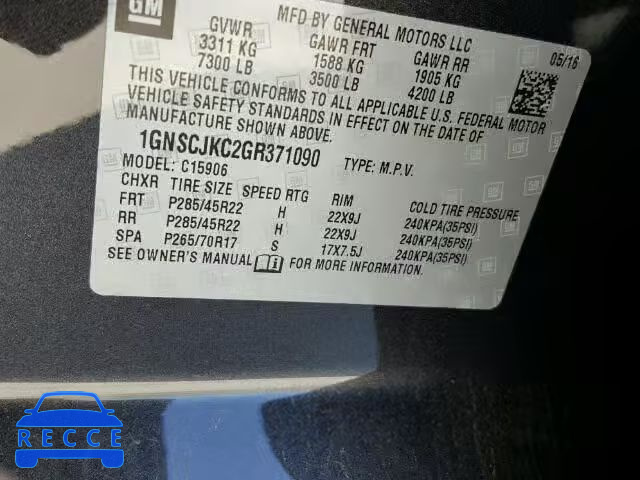 GM
MFD BY GENERAL MOTORS LLC
05/16
GVWR GAWR FRT GAWR RR
3311 KG 1588 KG 1905 KG
7300 LB 3500 LB 4200 LB
THIS VEHICLE CONFORMS TO ALL APPLICABLE U.S. FEDERAL MOTOR
VEHICLE SAFETY STANDARDS IN EFFECT ON THE DATE OF
MANUFACTURE SHOWN ABOVE.
1GNSCJKC2GR371090 TYPE: M.P.V.
MODEL: C15906
CHXR TIRE SIZE SPEED RTG RIM COLD TIRE PRESSURE
FRT P285/45R22 H 22X9J 240KPA(35PSI)
RR P285/45R22 H 22X9J 240KPA(35PSI)
SPA P265/70R17 S 17X7.5J 240KPA(35PSI)
SEE OWNER'S MANUAL FOR MORE INFORMATION.
RECCE